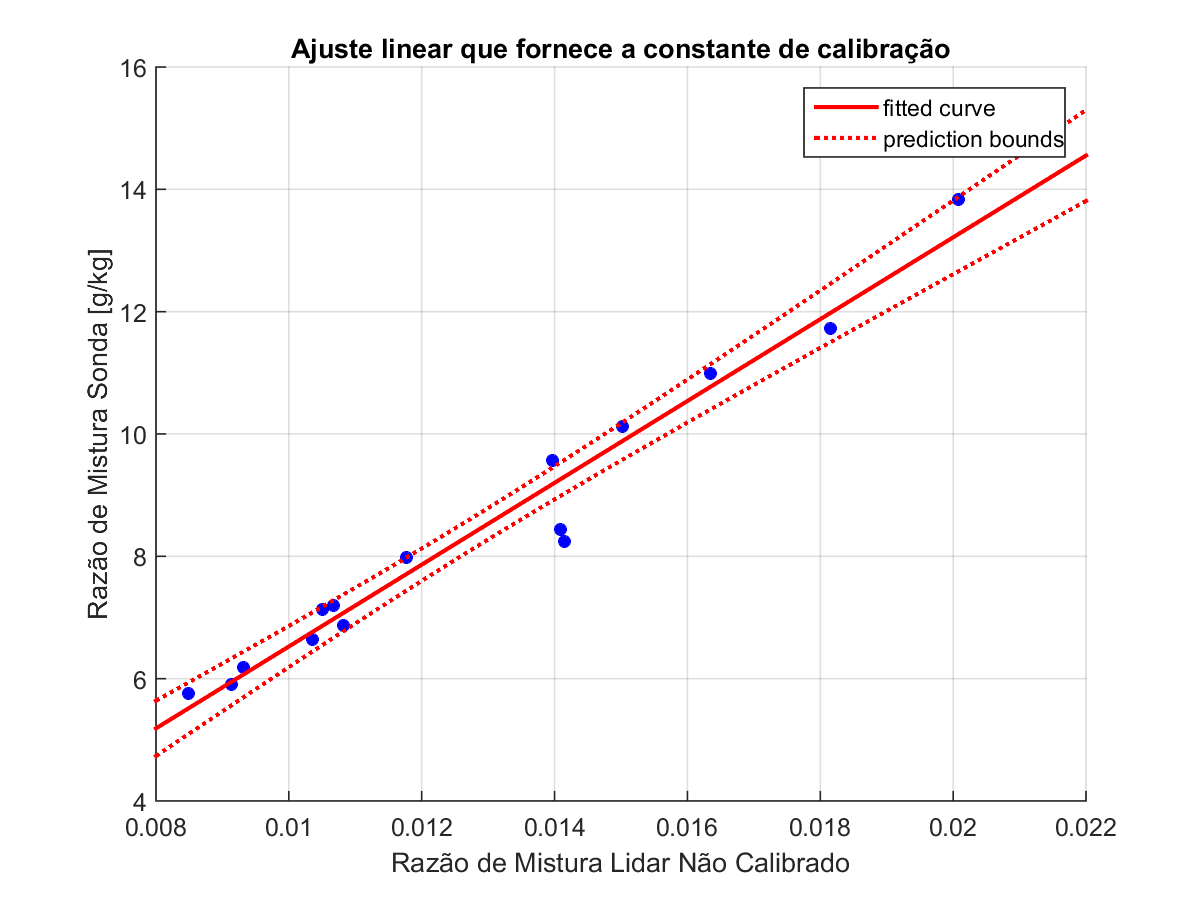 Ajuste linear que fornece a constante de calibração
fitted curve
prediction bounds
Razão de Mistura Sonda [g/kg]
16
14
12
10
8
6
4
0.008 0.01 0.012 0.014 0.016 0.018 0.02 0.022
Razão de Mistura Lidar Não Calibrado